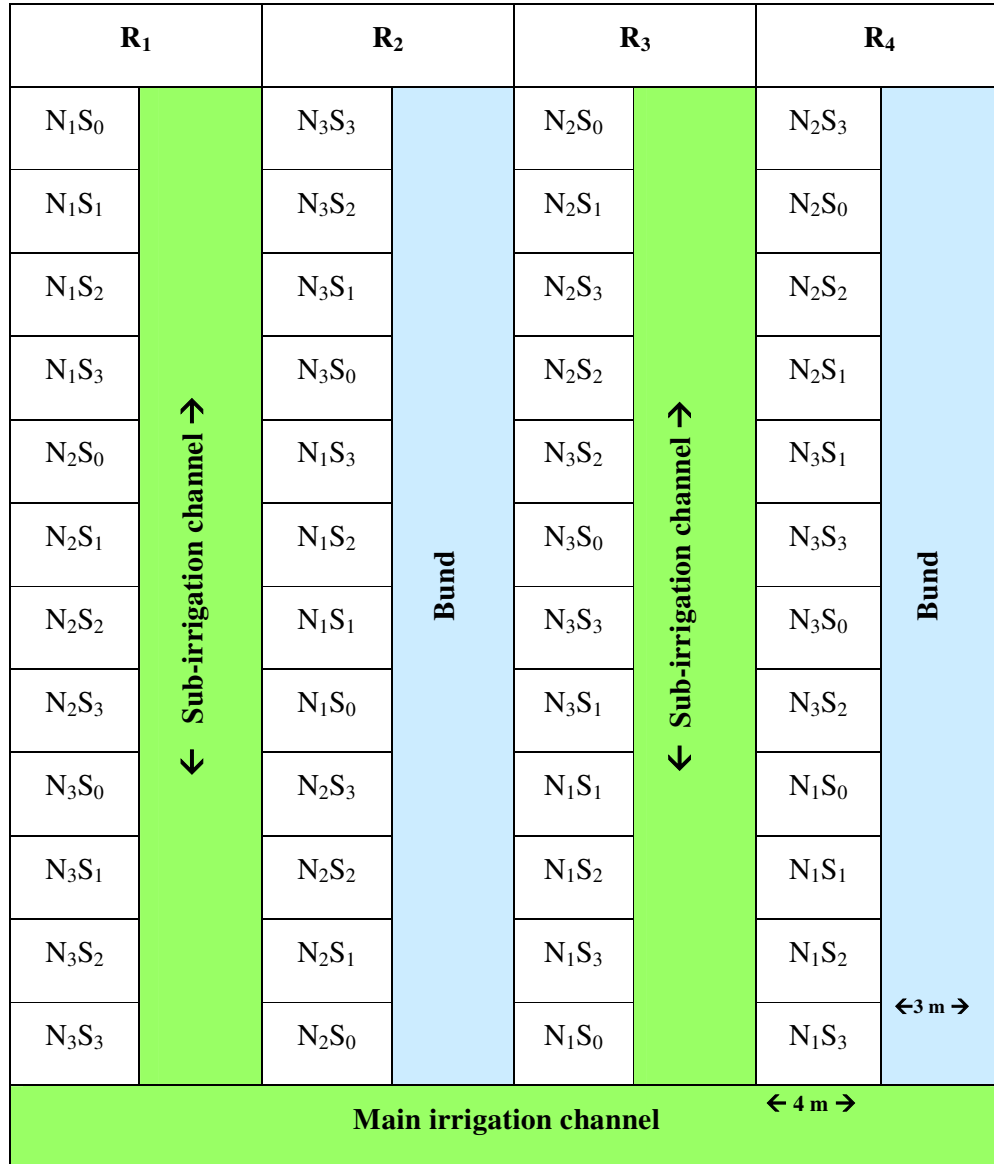 R₁ R₂ R₃ R₄
N₁S₀ N₃S₃ N₂S₀ N₂S₃
N₁S₁ N₃S₂ N₂S₁ N₂S₀
N₁S₂ N₃S₁ N₂S₃ N₂S₂
N₁S₃ N₃S₀ N₂S₂ N₂S₁
N₂S₀ N₁S₃ N₃S₂ N₃S₁
N₂S₁ N₁S₂ N₃S₀ N₃S₃
N₂S₂ N₁S₁ N₃S₃ N₃S₀
N₂S₃ N₁S₀ N₃S₁ N₃S₂
N₃S₀ N₂S₃ N₁S₁ N₁S₀
N₃S₁ N₂S₂ N₁S₂ N₁S₁
N₃S₂ N₂S₁ N₁S₃ N₁S₂
N₃S₃ N₂S₀ N₁S₀ N₁S₃
← Sub-irrigation channel →
Bund
← Sub-irrigation channel →
Bund
←3 m →
← 4 m →
Main irrigation channel